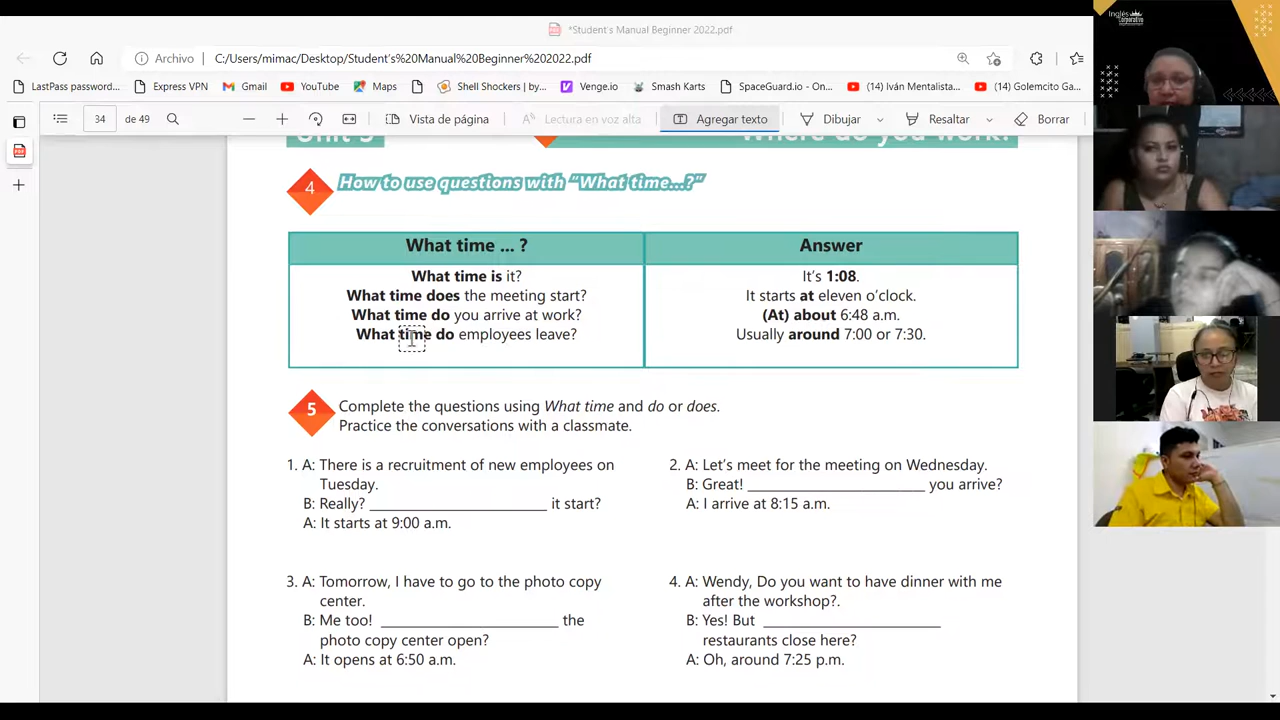 *Student's Manual Beginner 2022.pdf
Archivo C:/Users/mimac/Desktop/Student's%20Manual%20Beginner%202022.pdf
LastPass password... Express VPN Gmail YouTube Maps Shell Shockers | by... Venge.io Smash Karts SpaceGuard.io - On... (14) Iván Mentalista... (14) Golemcito Ga...
34 de 49 Vista de página Lectura en voz alta Agregar texto Dibujar Resaltar Borrar
Unit 5 Where do you work?
4 How to use questions with “What time...?”
What time ... ? Answer
What time is it? It's 1:08.
What time does the meeting start? It starts at eleven o'clock.
What time do you arrive at work? (At) about 6:48 a.m.
What time do employees leave? Usually around 7:00 or 7:30.
5 Complete the questions using What time and do or does.
Practice the conversations with a classmate.
1. A: There is a recruitment of new employees on
Tuesday.
B: Really? ____________________ it start?
A: It starts at 9:00 a.m.
2. A: Let's meet for the meeting on Wednesday.
B: Great! ____________________ you arrive?
A: I arrive at 8:15 a.m.
3. A: Tomorrow, I have to go to the photo copy
center.
B: Me too! ____________________ the
photo copy center open?
A: It opens at 6:50 a.m.
4. A: Wendy, Do you want to have dinner with me
after the workshop?.
B: Yes! But ____________________
restaurants close here?
A: Oh, around 7:25 p.m.
Inglés
Corporativo